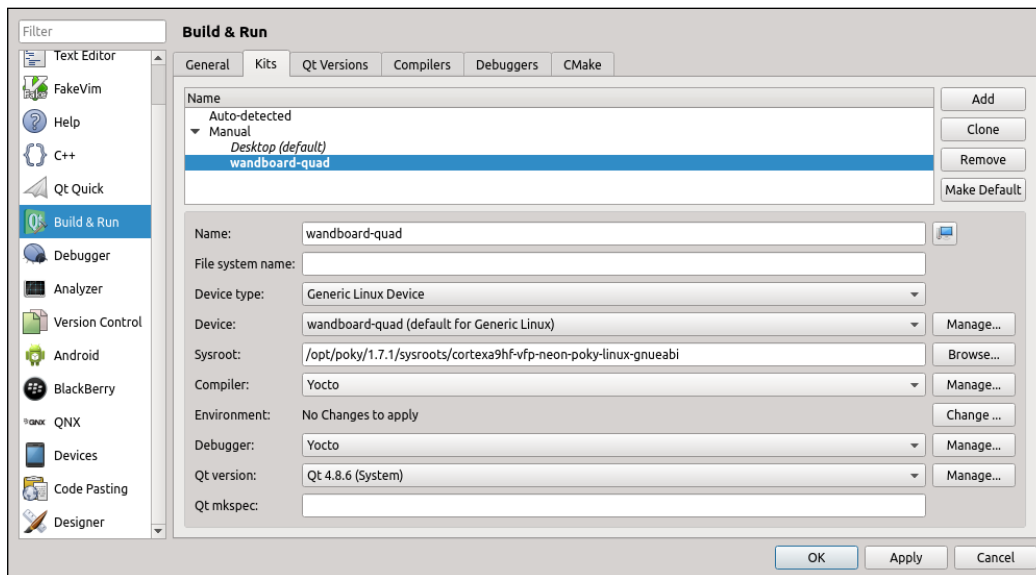 Filter
Text Editor
FakeVim
Help
C++
Qt Quick
Build & Run
Debugger
Analyzer
Version Control
Android
BlackBerry
QNX
Devices
Code Pasting
Designer
Build & Run
General Kits Qt Versions Compilers Debuggers CMake
Name
Auto-detected
Manual
Desktop (default)
wandboard-quad
Add
Clone
Remove
Make Default
Name: wandboard-quad
File system name:
Device type: Generic Linux Device
Device: wandboard-quad (default for Generic Linux) Manage...
Sysroot: /opt/poky/1.7.1/sysroots/cortexa9hf-vfp-neon-poky-linux-gnueabi Browse...
Compiler: Yocto Manage...
Environment: No Changes to apply Change ...
Debugger: Yocto Manage...
Qt version: Qt 4.8.6 (System) Manage...
Qt mkspec:
OK Apply Cancel